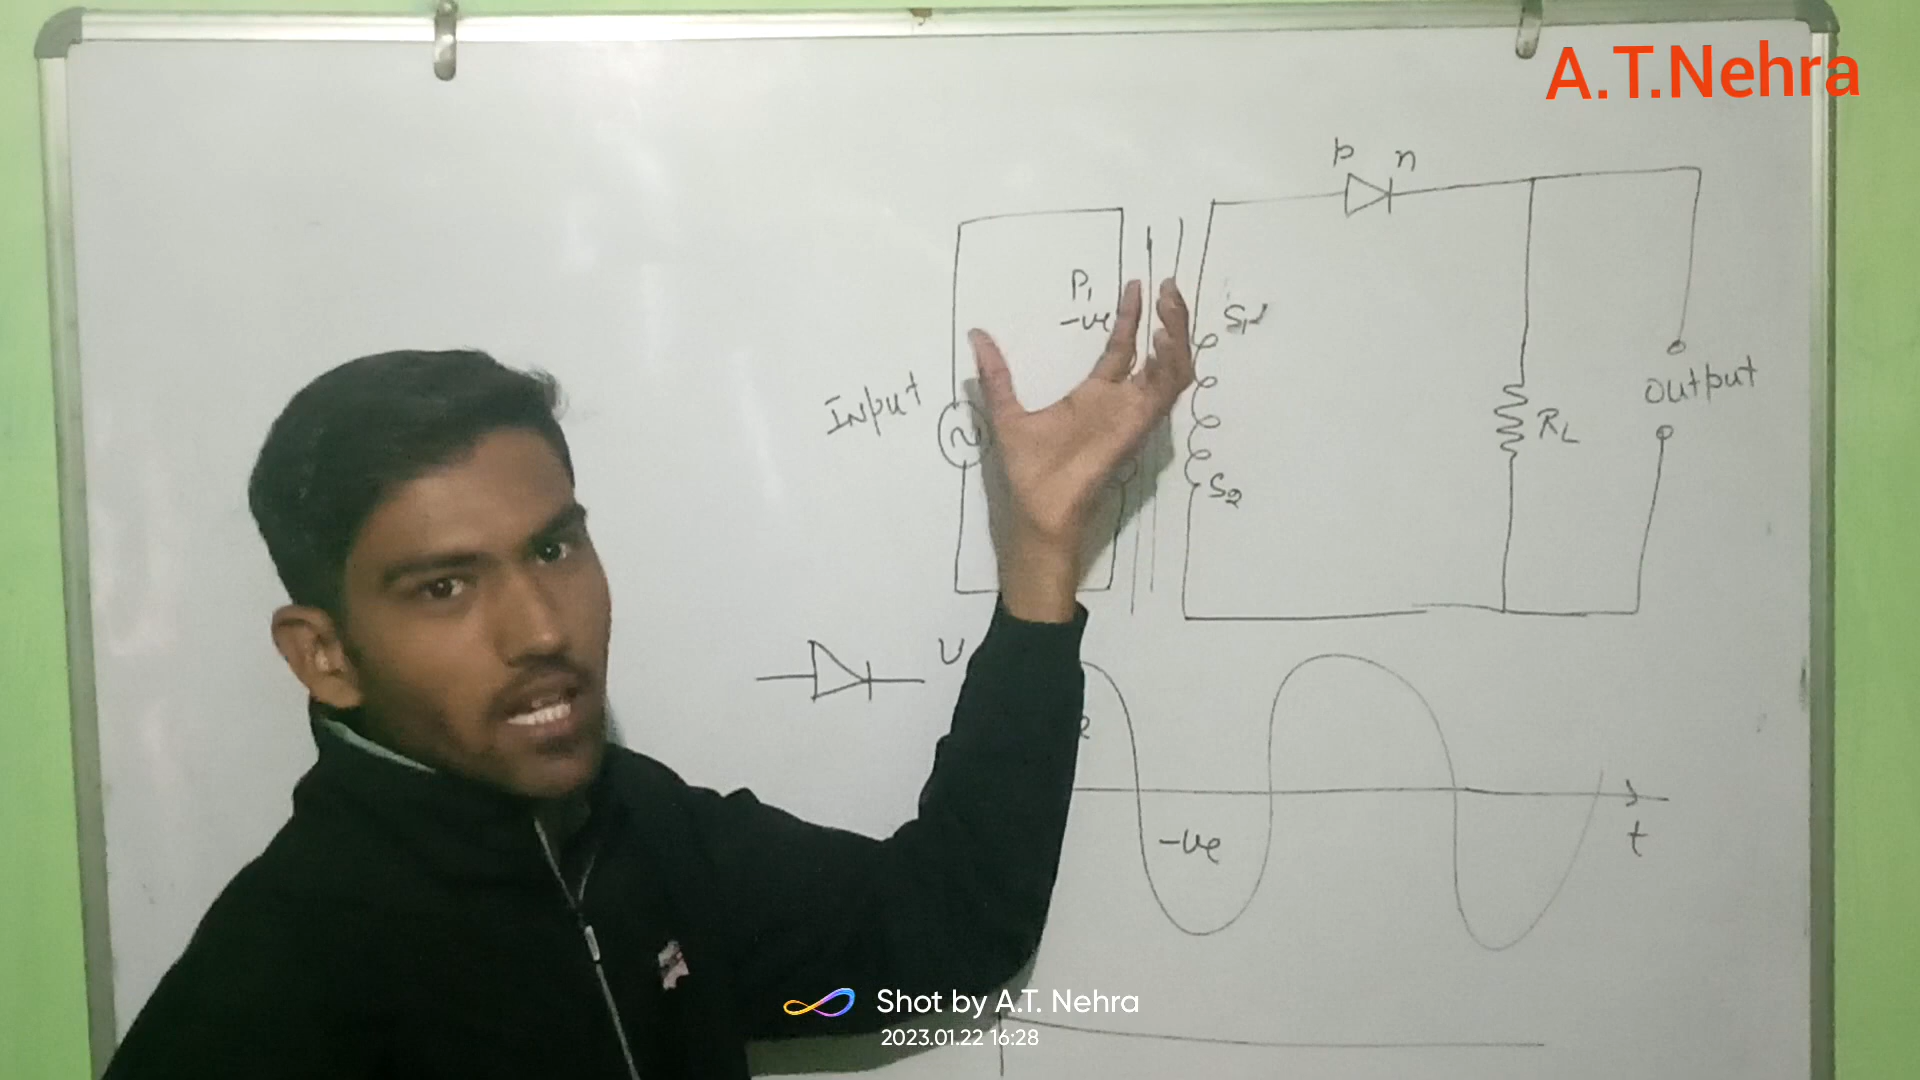 A.T.Nehra
p n
P1
-ve
S1
Input
Output
RL
S2
U
-ve
t
Shot by A.T. Nehra
2023.01.22 16:28